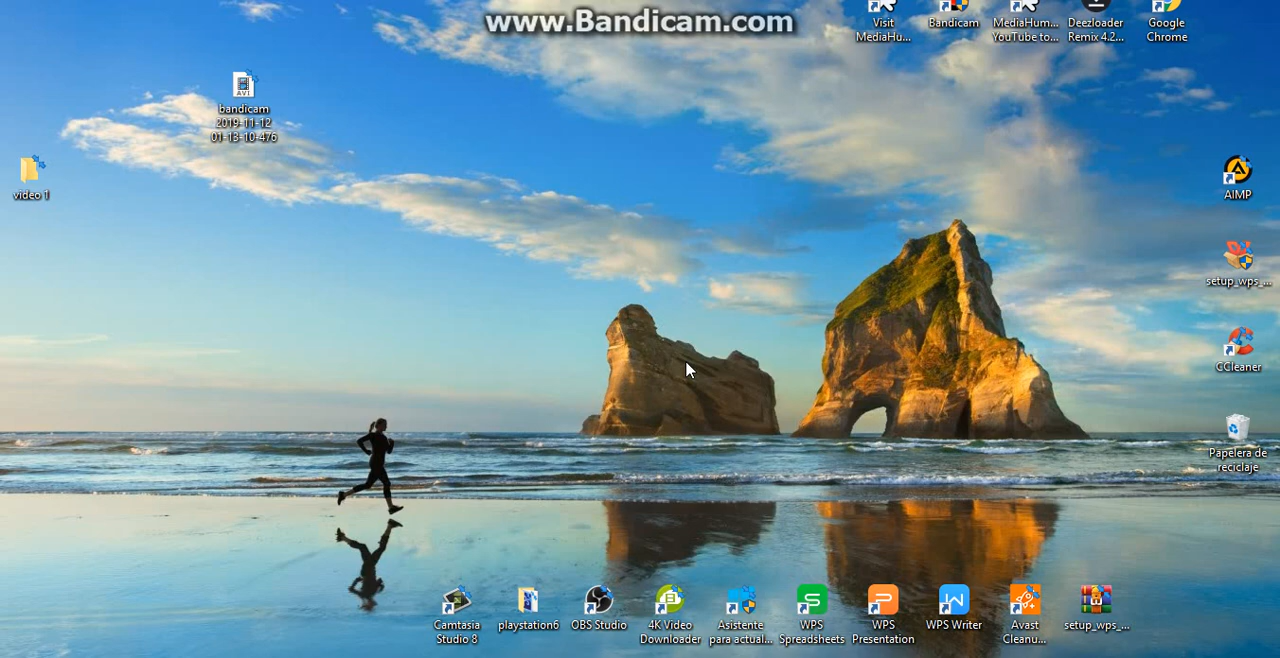 www.Bandicam.com
Visit
MediaHu...
Bandicam
MediaHum...
YouTube to...
Deezloader
Remix 4.2...
Google
Chrome
AVI
bandicam
2019-11-12
01-13-10-476
video 1
AIMP
setup_wps_...
CCleaner
Papelera de
reciclaje
Camtasia
Studio 8
playstation6
OBS Studio
4K Video
Downloader
Asistente
para actual...
WPS
Spreadsheets
WPS
Presentation
WPS Writer
Avast
Cleanu...
setup_wps_...